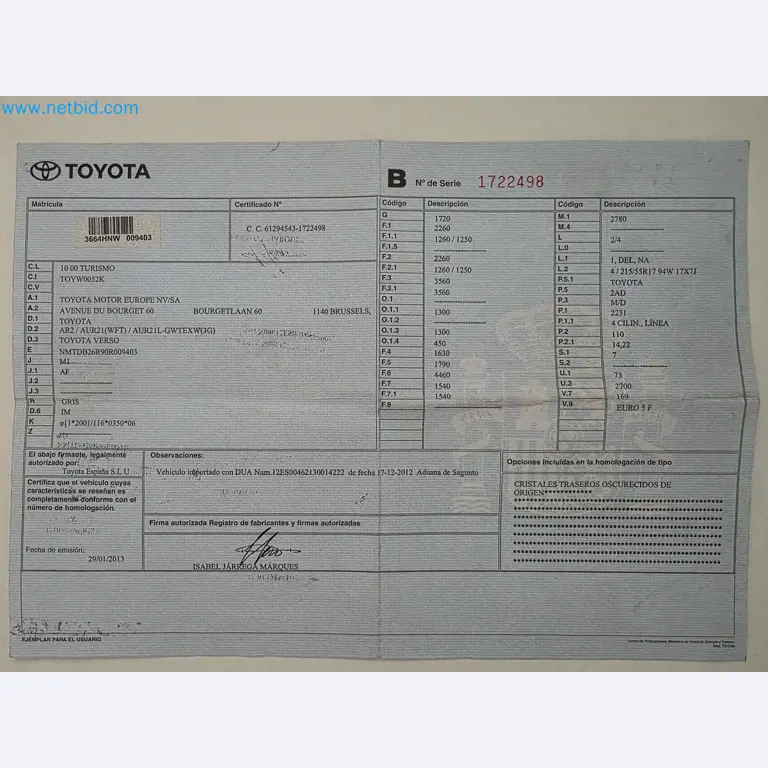 www.netbid.com
TOYOTA
B Nº de Serie 1722498
Matrícula
Certificado Nº
3664HNW 009403
C. C. 61294543-1722498
C.L 10 00 TURISMO
C.I TOYW0052K
C.V
A.1 TOYOTA MOTOR EUROPE NV/SA
A.2 AVENUE DU BOURGET 60 BOURGETLAAN 60 1140 BRUSSELS,
D.1 TOYOTA
D.2 AR2 / AUR21(WFT) / AUR21L-GWTEXW(3G)
D.3 TOYOTA VERSO
E NMTDB26R90R009403
J M1
J.1 AF
J.2 ---------------
J.3 ---------------
R GRIS
D.6 IM
K e11*2001/116*0350*06
Z
Código Descripción Código Descripción
G 1720
F.1 2260
F.1.1 1260 / 1250
F.1.5 ---------------
F.2 2260
F.2.1 1260 / 1250
F.3 3560
F.3.1 3560
O.1 ---------------
O.1.1 1300
O.1.2 ---------------
O.1.3 1300
O.1.4 450
F.4 1630
F.5 1790
F.6 4460
F.7 1540
F.7.1 1540
F.8 ---------------
M.1 2780
M.4 ---------------
L 2/4
L.0 ---------------
L.1 1, DEL, NA
L.2 4 / 215/55R17 94W 17X7J
P.5.1 TOYOTA
P.5 2AD
P.3 M/D
P.1 2231
P.1.1 4 CILIN., LÍNEA
P.2 110
P.2.1 14,22
S.1 7
S.2 ---------------
U.1 73
U.2 2700
V.7 169
V.9 EURO 5 F
El abajo firmante, legalmente
autorizado por:
Toyota España S.L.U
Certifica que el vehículo cuyas
características se reseñan es
completamente conforme con el
número de homologación.
Fecha de emisión:
29/01/2013
Observaciones:
Vehículo importado con DUA Num.12ES00462130014222 de fecha 17-12-2012 Aduana de Sagunto
Firma autorizada Registro de fabricantes y firmas autorizadas
ISABEL JÁRREGA MÁRQUES
Opciones incluidas en la homologación de tipo
CRISTALES TRASEROS OSCURECIDOS DE
ORIGEN
EJEMPLAR PARA EL USUARIO